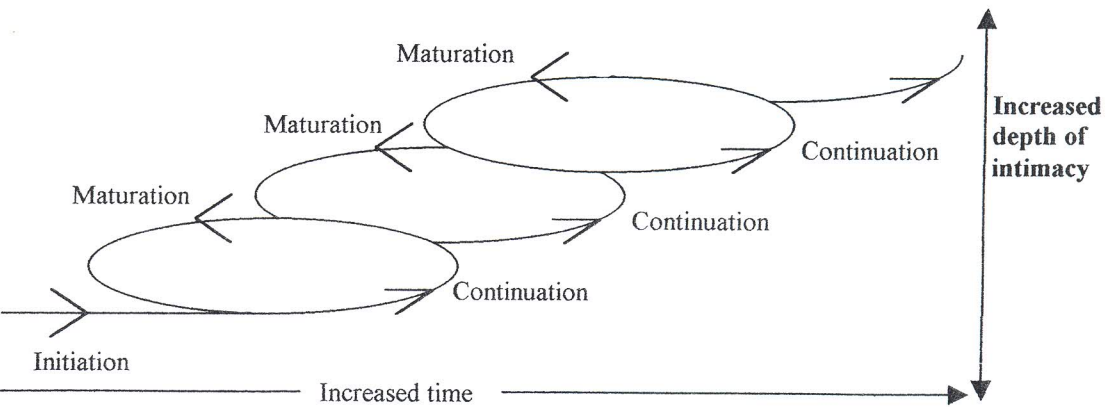 Maturation
Maturation
Maturation
Increased
depth of
intimacy
Continuation
Continuation
Continuation
Initiation
Increased time